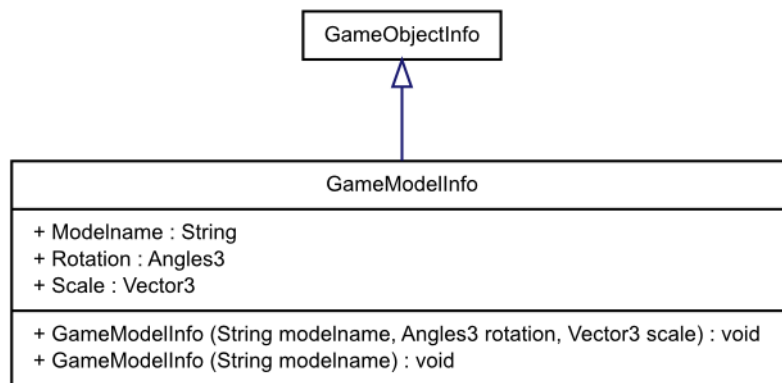 GameObjectInfo
GameModelInfo
+ Modelname : String
+ Rotation : Angles3
+ Scale : Vector3
+ GameModelInfo (String modelname, Angles3 rotation, Vector3 scale) : void
+ GameModelInfo (String modelname) : void